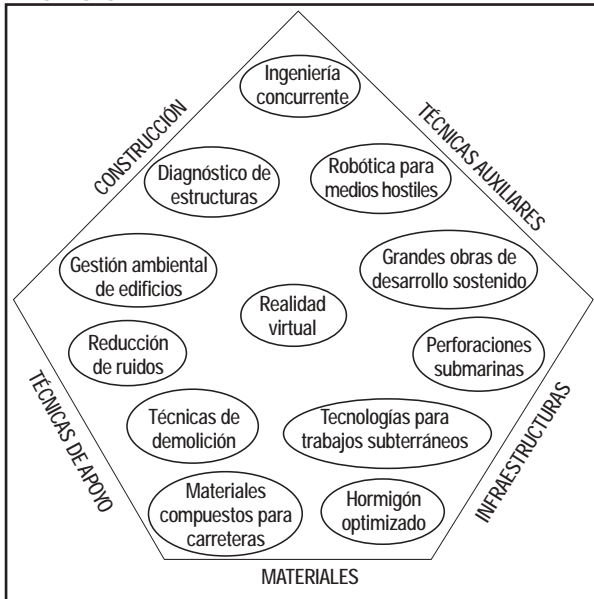 Ingeniería
concurrente
CONSTRUCCIÓN
TÉCNICAS AUXILIARES
Diagnóstico de
estructuras
Robótica para
medios hostiles
Gestión ambiental
de edificios
Grandes obras de
desarrollo sostenido
Realidad
virtual
Reducción
de ruidos
Perforaciones
submarinas
TÉCNICAS DE APOYO
Técnicas de
demolición
Tecnologías para
trabajos subterráneos
INFRAESTRUCTURAS
Materiales
compuestos para
carreteras
Hormigón
optimizado
MATERIALES